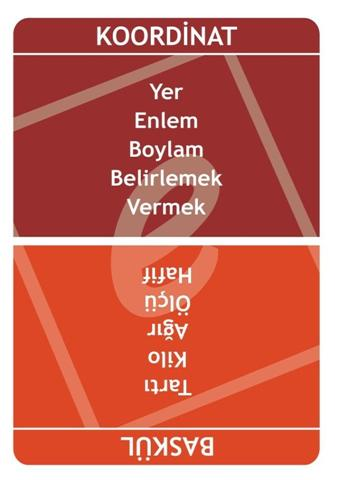 KOORDİNAT
Yer
Enlem
Boylam
Belirlemek
Vermek
BASKÜL
Tartı
Kilo
Ağır
Ölçü
Hafif